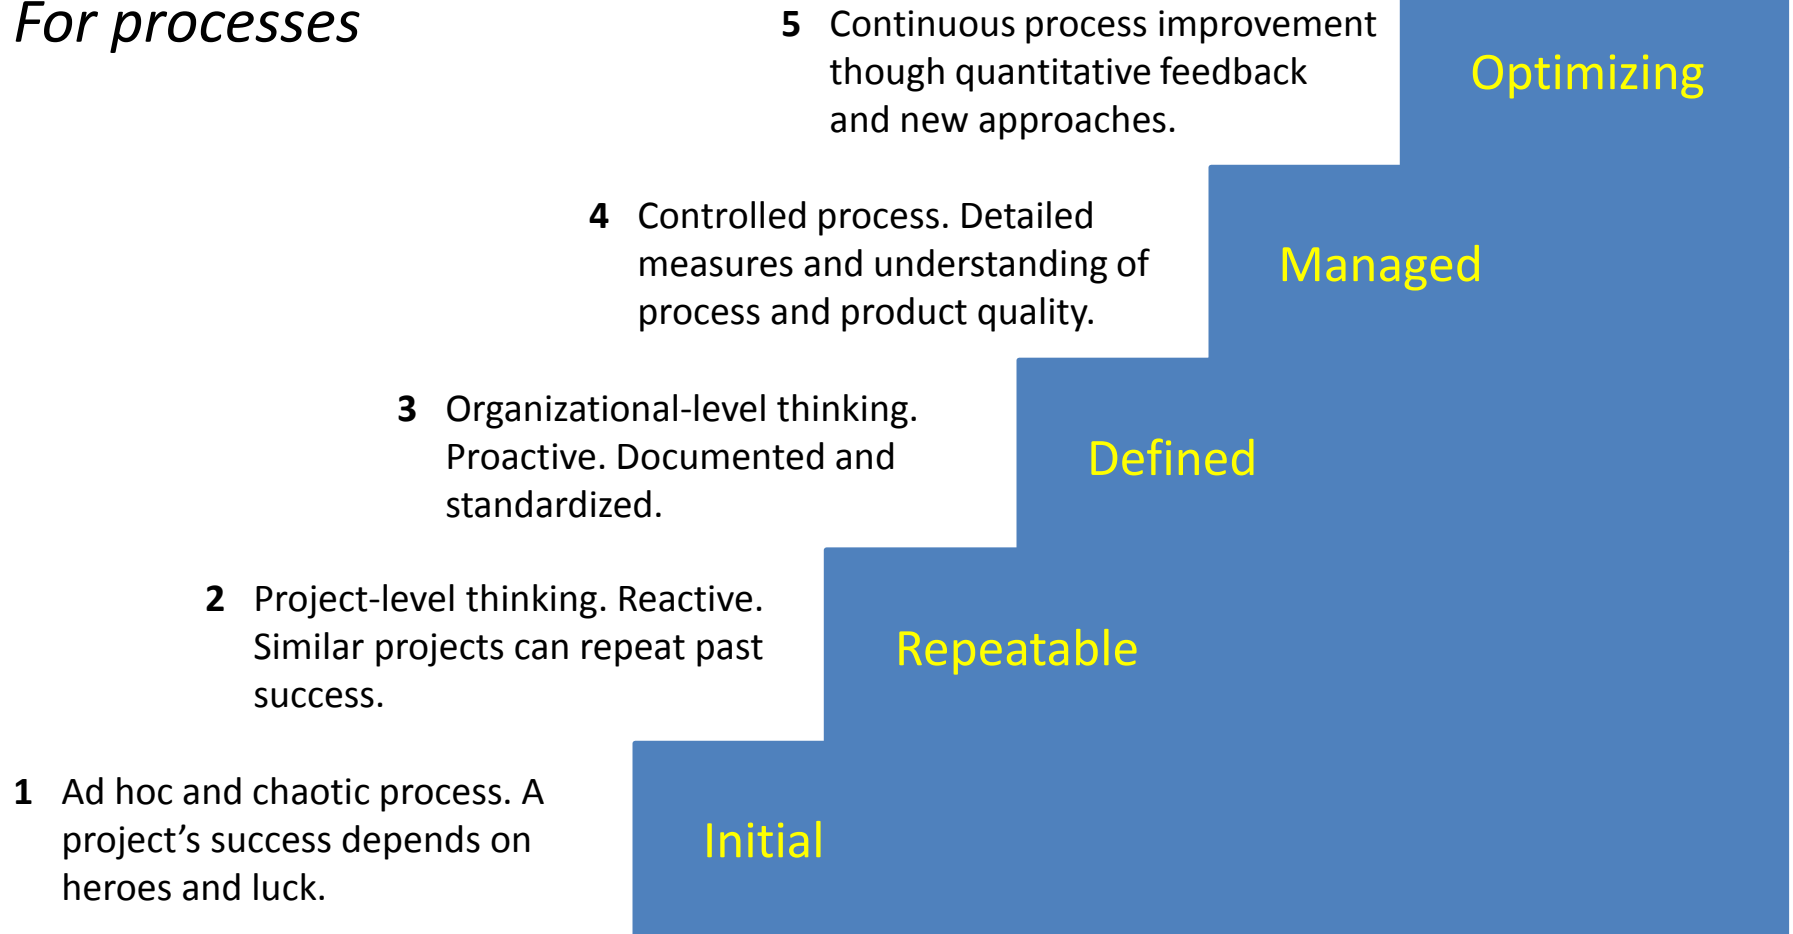 For processes
5 Continuous process improvement
though quantitative feedback
and new approaches.
Optimizing
4 Controlled process. Detailed
measures and understanding of
process and product quality.
Managed
3 Organizational-level thinking.
Proactive. Documented and
standardized.
Defined
2 Project-level thinking. Reactive.
Similar projects can repeat past
success.
Repeatable
1 Ad hoc and chaotic process. A
project’s success depends on
heroes and luck.
Initial